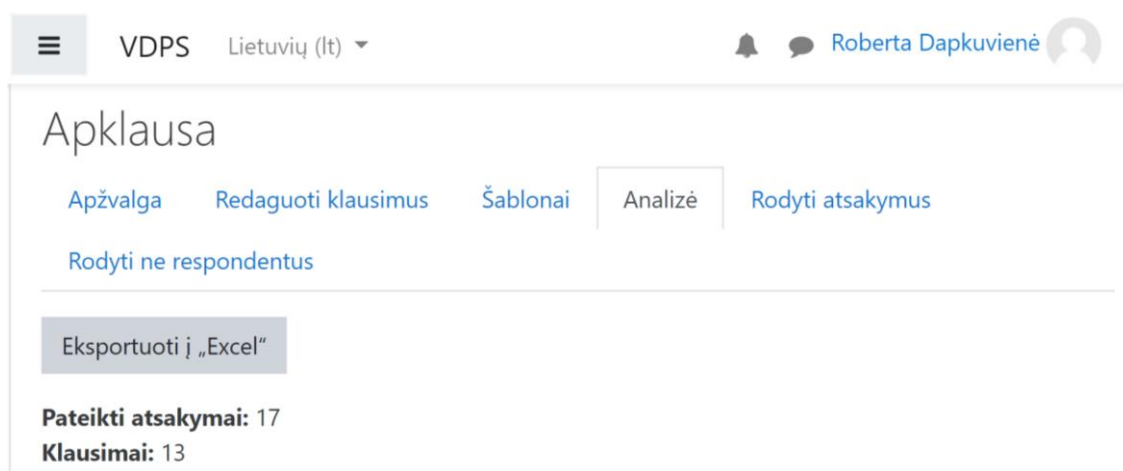 VDPS Lietuvių (lt) Roberta Dapkuvienė
Apklausa
Apžvalga Redaguoti klausimus Šablonai Analizė Rodyti atsakymus
Rodyti ne respondentus
Eksportuoti į „Excel“
Pateikti atsakymai: 17
Klausimai: 13